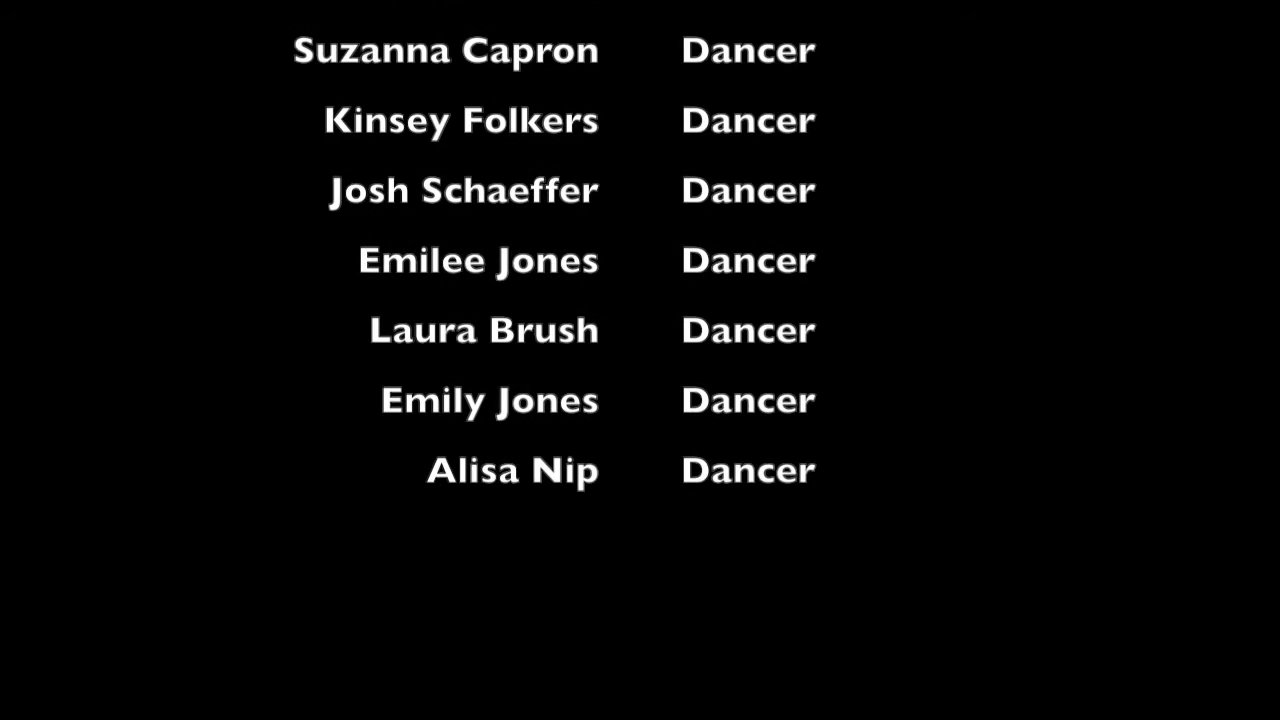 Suzanna Capron Dancer
Kinsey Folkers Dancer
Josh Schaeffer Dancer
Emilee Jones Dancer
Laura Brush Dancer
Emily Jones Dancer
Alisa Nip Dancer